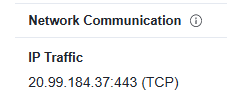 Network Communication
IP Traffic
20.99.184.37:443 (TCP)